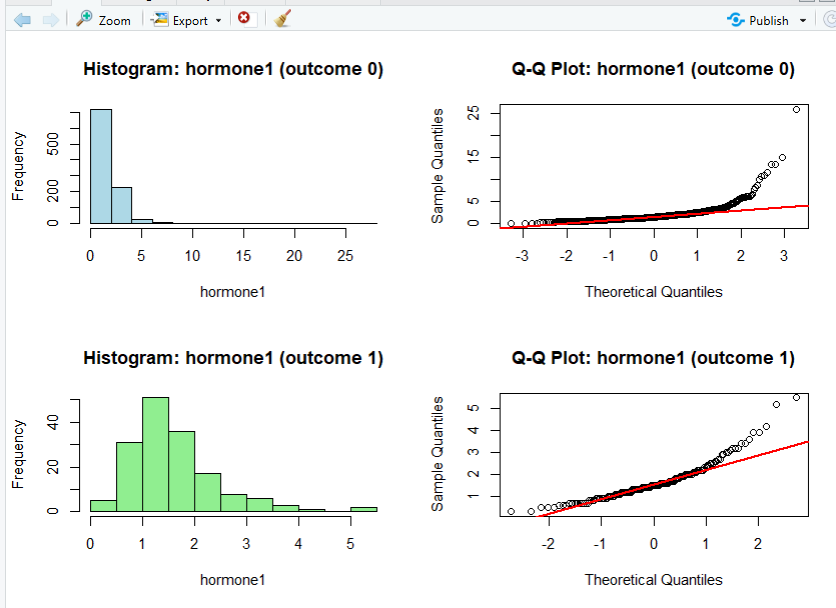 Zoom Export Publish
Histogram: hormone1 (outcome 0)
Frequency
0 200 500
0 5 10 15 20 25
hormone1
Q-Q Plot: hormone1 (outcome 0)
Sample Quantiles
0 5 15 25
-3 -2 -1 0 1 2 3
Theoretical Quantiles
Histogram: hormone1 (outcome 1)
Frequency
0 20 40
0 1 2 3 4 5
hormone1
Q-Q Plot: hormone1 (outcome 1)
Sample Quantiles
1 2 3 4 5
-2 -1 0 1 2
Theoretical Quantiles